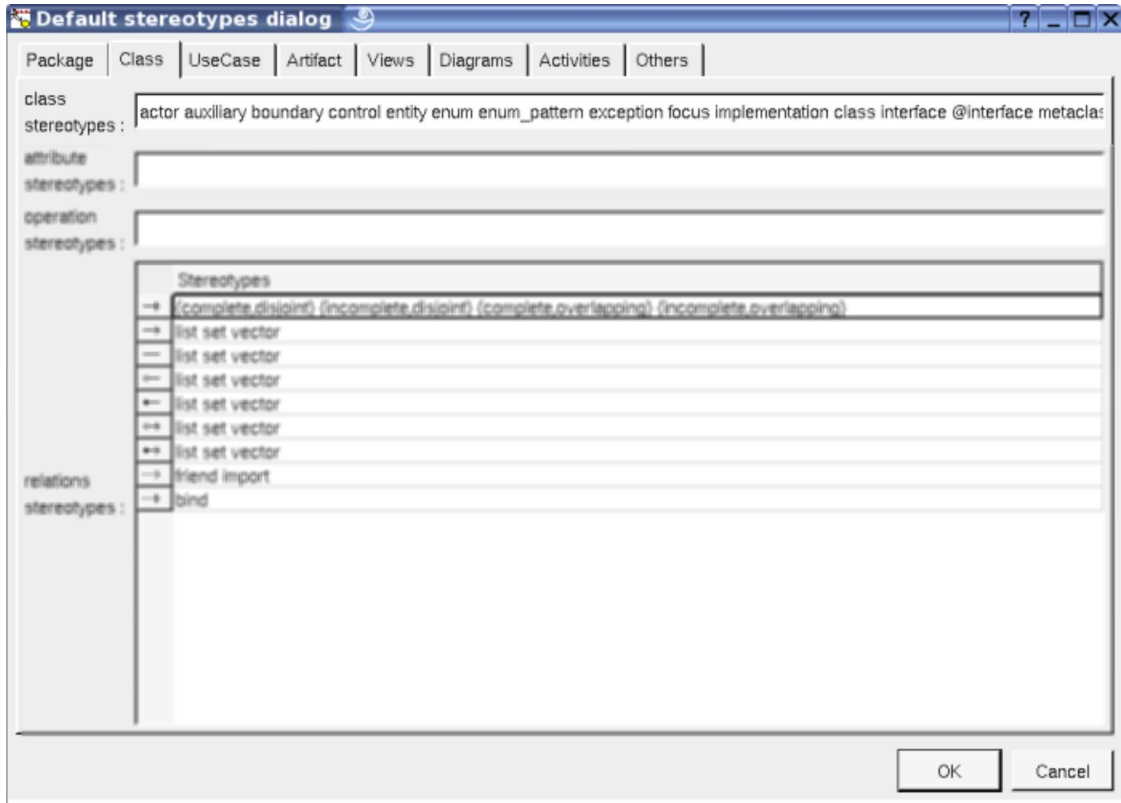 Default stereotypes dialog
Package Class UseCase Artifact Views Diagrams Activities Others
class
stereotypes :
actor auxiliary boundary control entity enum enum_pattern exception focus implementation class interface @interface metaclas
attribute
stereotypes :
operation
stereotypes :
Stereotypes
{complete,disjoint} {incomplete,disjoint} {complete,overlapping} {incomplete,overlapping}
list set vector
list set vector
list set vector
list set vector
list set vector
list set vector
friend import
bind
relations
stereotypes :
OK Cancel